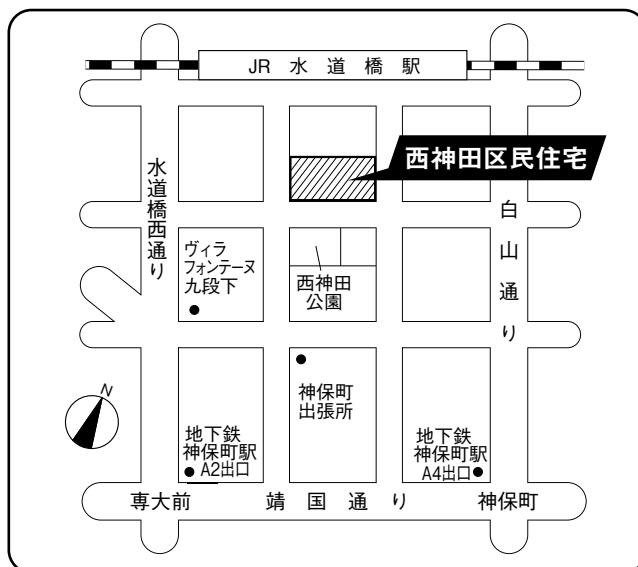 JR 水道橋駅
西神田区民住宅
水道橋西通り
白山通り
ヴィラ
フォンテーヌ
九段下
西神田
公園
N
神保町
出張所
地下鉄
神保町駅
A2出口
地下鉄
神保町駅
A4出口
専大前
靖国通り
神保町